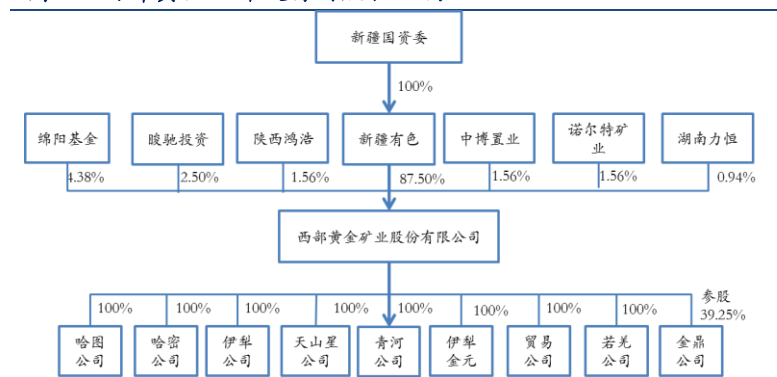 新疆国资委
100%
绵阳基金
睃驰投资
陕西鸿浩
新疆有色
中博置业
诺尔特矿
业
湖南力恒
4.38%
2.50%
1.56%
87.50%
1.56%
1.56%
0.94%
西部黄金矿业股份有限公司
100%
100%
100%
100%
100%
100%
100%
100%
参股
39.25%
哈图
公司
哈密
公司
伊犁
公司
天山星
公司
青河
公司
伊犁
金元
贸易
公司
若羌
公司
金鼎
公司